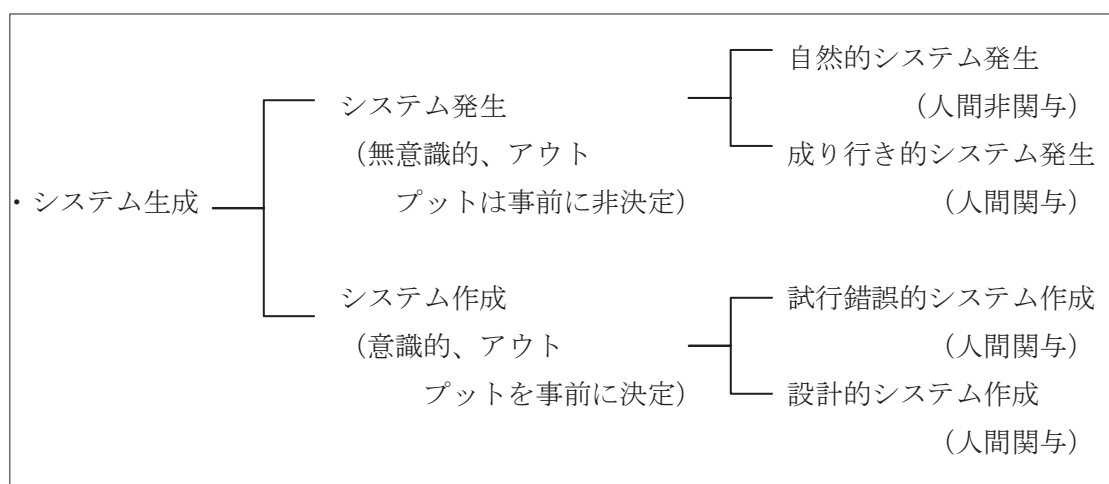 自然的システム発生
システム発生
（人間非関与）
（無意識的、アウト
成り行き的システム発生
・システム生成
プットは事前に非決定）
（人間関与）
システム作成
試行錯誤的システム作成
（意識的、アウト
（人間関与）
プットを事前に決定）
設計的システム作成
（人間関与）